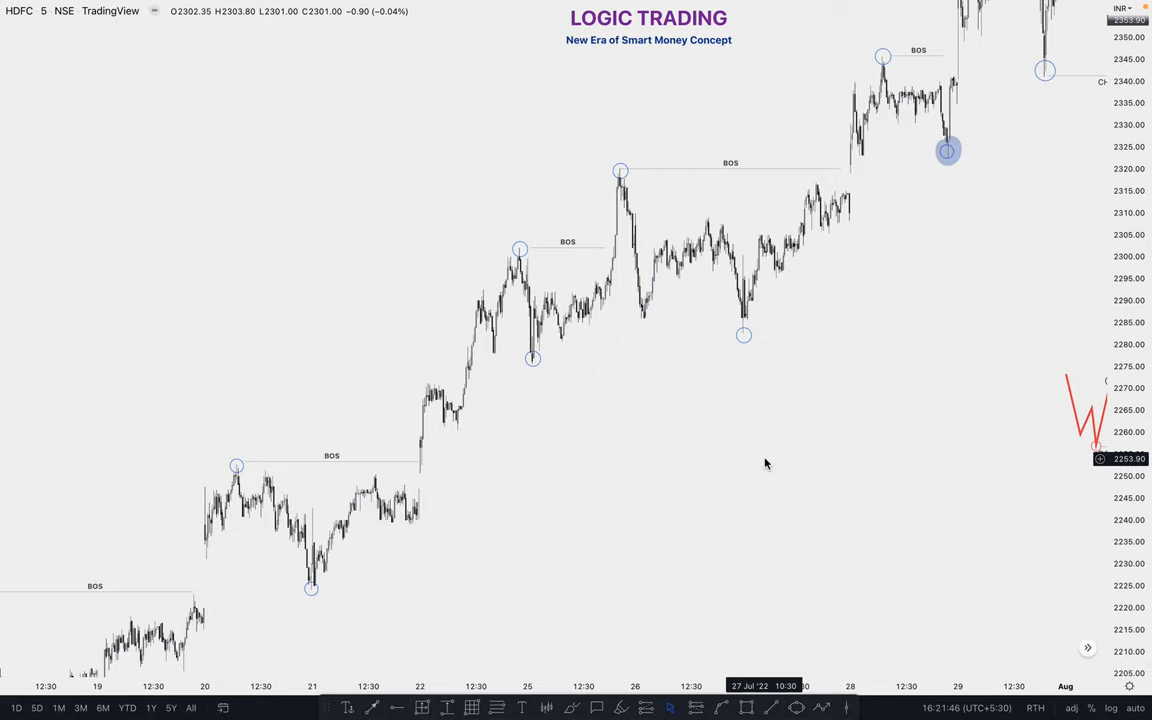 HDFC 5 NSE TradingView O2302.35 H2303.80 L2301.00 C2301.00 −0.90 (−0.04%)
LOGIC TRADING
New Era of Smart Money Concept
INR
2353.90
2350.00
BOS
2345.00
2340.00
2335.00
2330.00
2325.00
BOS
2320.00
2315.00
2310.00
2305.00
BOS
2300.00
2295.00
2290.00
2285.00
2280.00
2275.00
2270.00
2265.00
2260.00
2253.90
BOS
2250.00
2245.00
2240.00
2235.00
2230.00
BOS
2225.00
2220.00
2215.00
2210.00
2205.00
12:30 19 12:30 20 12:30 21 12:30 22 12:30 25 12:30 26 12:30 27 Jul '22 10:30 28 12:30 29 12:30 Aug
1D 5D 1M 3M 6M YTD 1Y 5Y All 16:21:46 (UTC+5:30) RTH adj % log auto